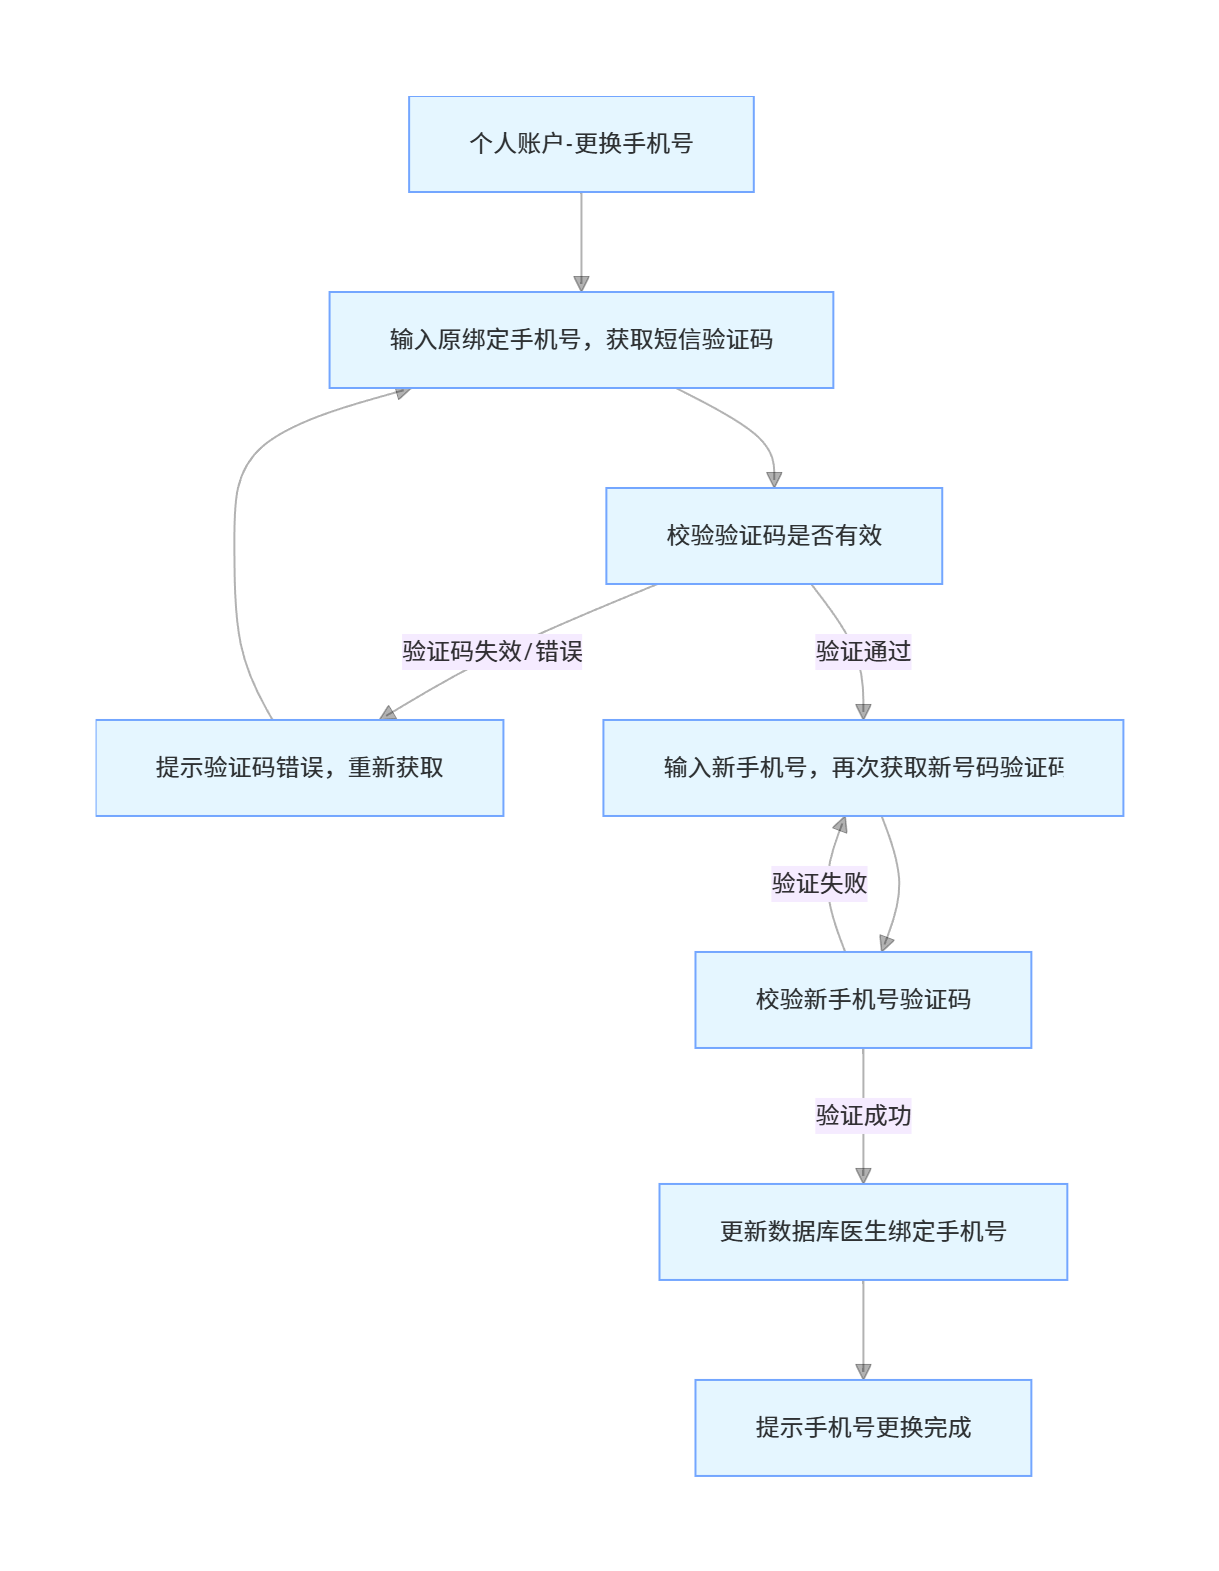 个人账户-更换手机号
输入原绑定手机号，获取短信验证码
校验验证码是否有效
验证码失效/错误
验证通过
提示验证码错误，重新获取
输入新手机号，再次获取新号码验证码
验证失败
校验新手机号验证码
验证成功
更新数据库医生绑定手机号
提示手机号更换完成